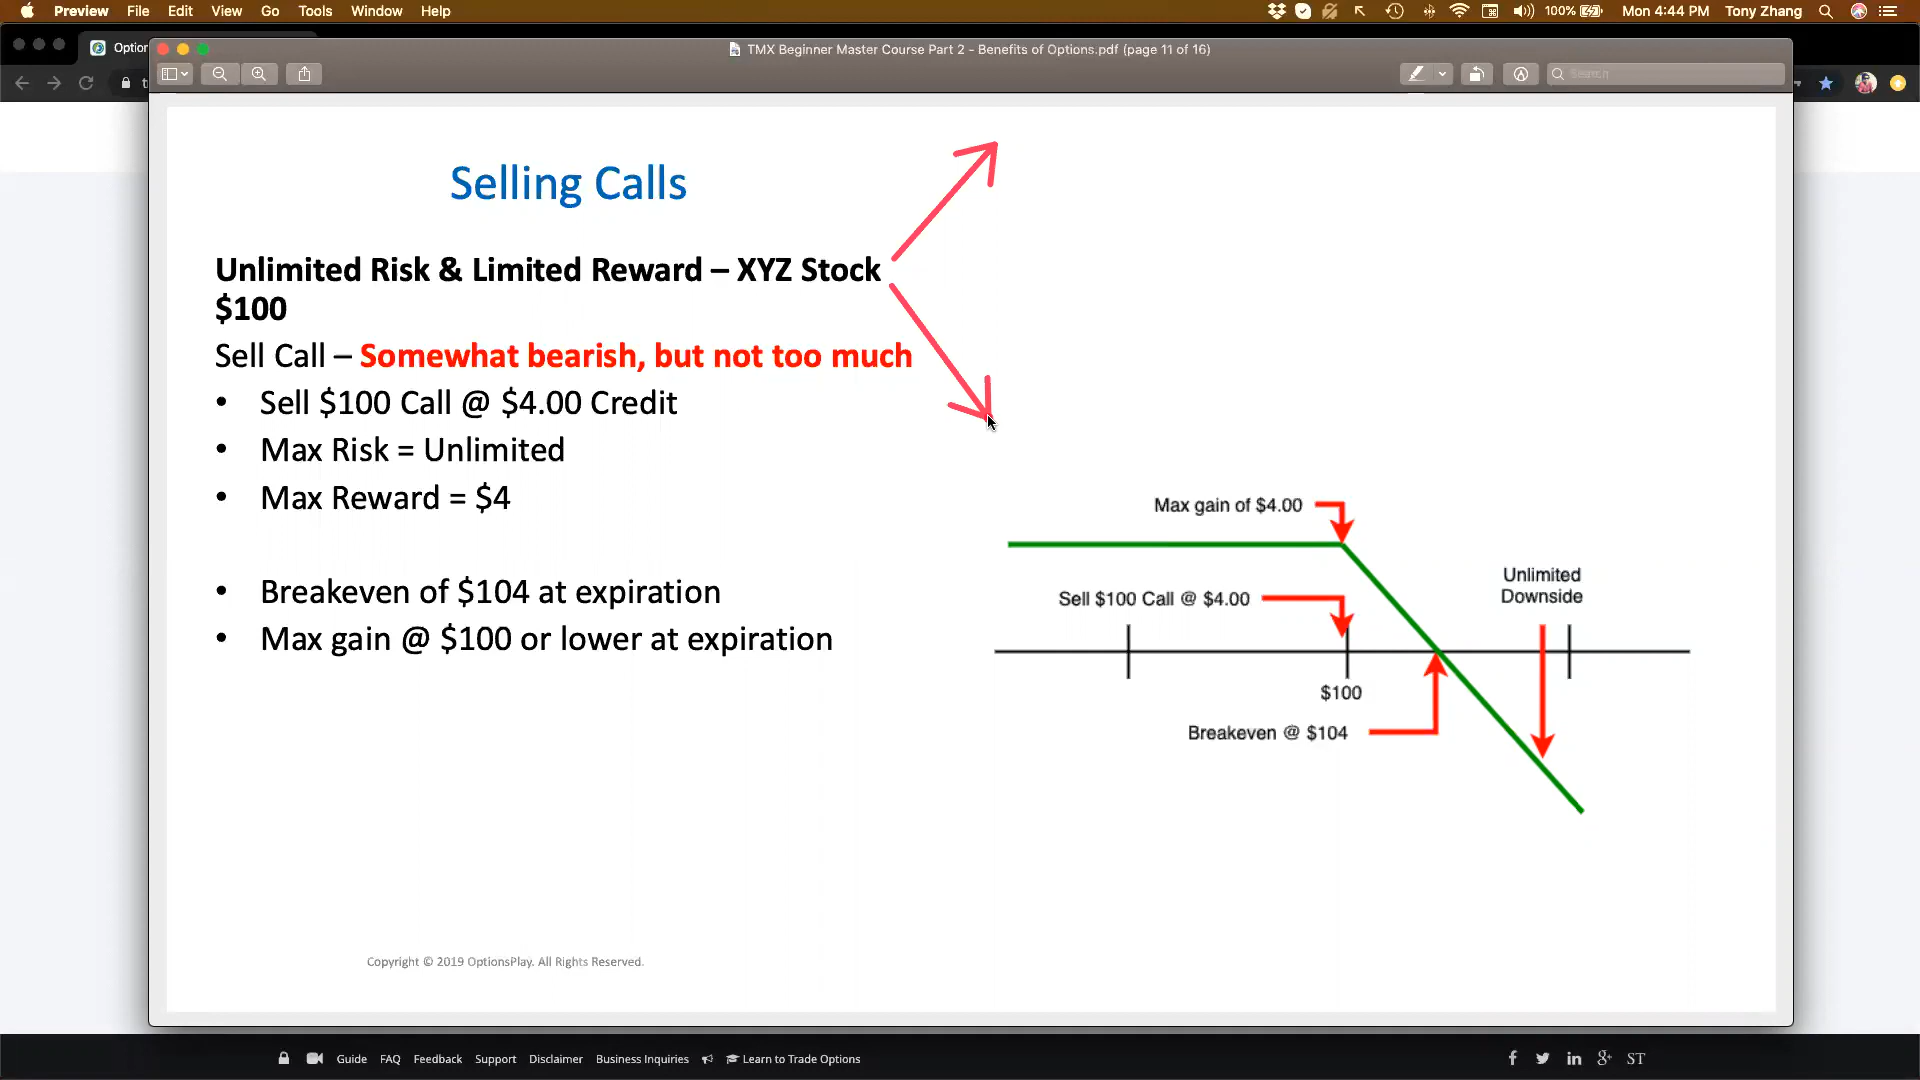 Preview File Edit View Go Tools Window Help 100% Mon 4:44 PM Tony Zhang
Option
TMX Beginner Master Course Part 2 - Benefits of Options.pdf (page 11 of 16)
Search
Selling Calls
Unlimited Risk & Limited Reward – XYZ Stock
$100
Sell Call – Somewhat bearish, but not too much
• Sell $100 Call @ $4.00 Credit
• Max Risk = Unlimited
• Max Reward = $4
• Breakeven of $104 at expiration
• Max gain @ $100 or lower at expiration
Max gain of $4.00
Unlimited
Downside
Sell $100 Call @ $4.00
$100
Breakeven @ $104
Copyright © 2019 OptionsPlay. All Rights Reserved.
Guide FAQ Feedback Support Disclaimer Business Inquiries Learn to Trade Options ST